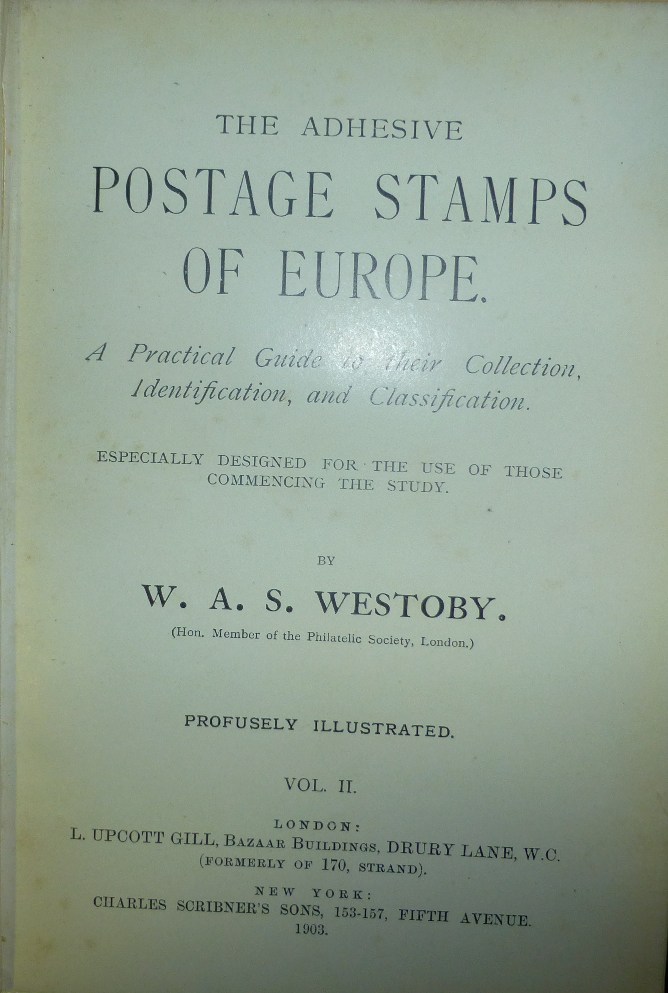 THE ADHESIVE
POSTAGE STAMPS
OF EUROPE.
A Practical Guide to their Collection,
Identification, and Classification.
ESPECIALLY DESIGNED FOR THE USE OF THOSE
COMMENCING THE STUDY.
BY
W. A. S. WESTOBY.
(Hon. Member of the Philatelic Society, London.)
PROFUSELY ILLUSTRATED.
VOL. II.
LONDON:
L. UPCOTT GILL, BAZAAR BUILDINGS, DRURY LANE, W.C.
(FORMERLY OF 170, STRAND).
NEW YORK:
CHARLES SCRIBNER'S SONS, 153-157, FIFTH AVENUE.
1903.